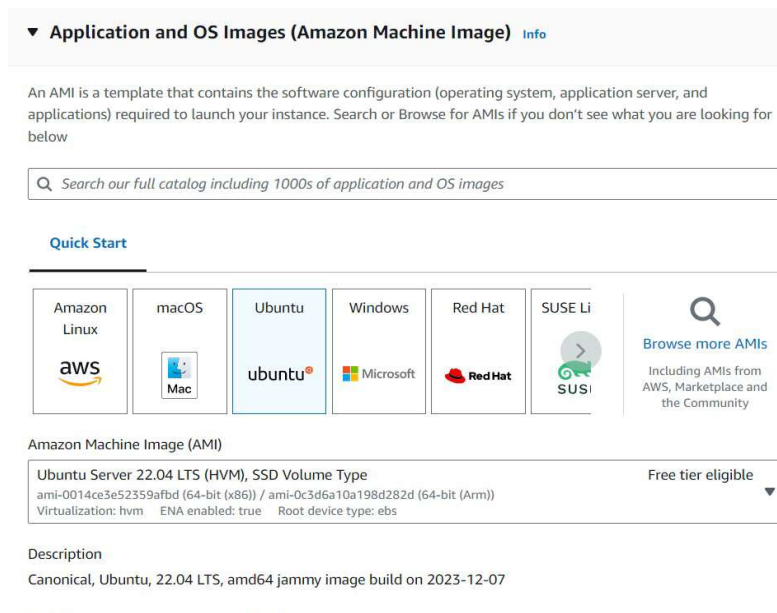 Application and OS Images (Amazon Machine Image) Info
An AMI is a template that contains the software configuration (operating system, application server, and
applications) required to launch your instance. Search or Browse for AMIs if you don't see what you are looking for
below
Search our full catalog including 1000s of application and OS images
Quick Start
Amazon
Linux
aws
macOS
Mac
Ubuntu
ubuntu
Windows
Microsoft
Red Hat
Red Hat
SUSE Li
SUS
Browse more AMIs
Including AMIs from
AWS, Marketplace and
the Community
Amazon Machine Image (AMI)
Ubuntu Server 22.04 LTS (HVM), SSD Volume Type Free tier eligible
ami-0014ce3e52359afbd (64-bit (x86)) / ami-0c3d6a10a198d282d (64-bit (Arm))
Virtualization: hvm ENA enabled: true Root device type: ebs
Description
Canonical, Ubuntu, 22.04 LTS, amd64 jammy image build on 2023-12-07